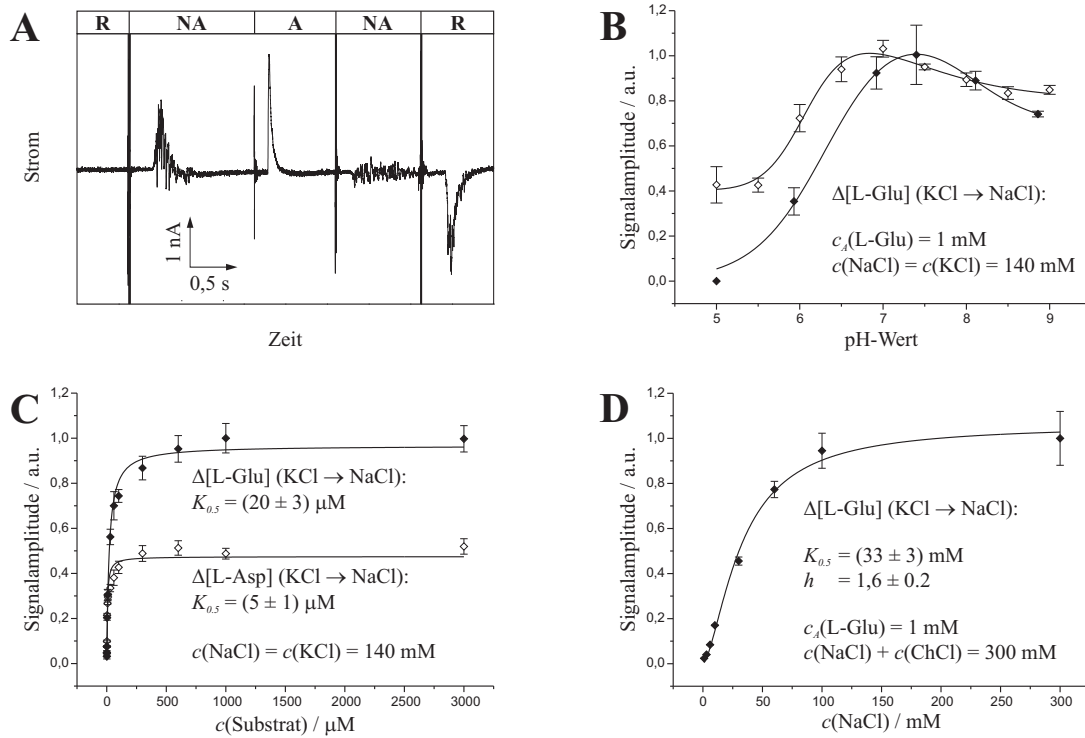 A
R NA A NA R
Strom
1 nA
0,5 s
Zeit
B
Signalamplitude / a.u.
1,2
1,0
0,8
0,6
0,4
0,2
0,0
Δ[L-Glu] (KCl → NaCl):
c_A(L-Glu) = 1 mM
c(NaCl) = c(KCl) = 140 mM
5 6 7 8 9
pH-Wert
C
Signalamplitude / a.u.
1,2
1,0
0,8
0,6
0,4
0,2
0,0
Δ[L-Glu] (KCl → NaCl):
K_0.5 = (20 ± 3) μM
Δ[L-Asp] (KCl → NaCl):
K_0.5 = (5 ± 1) μM
c(NaCl) = c(KCl) = 140 mM
0 500 1000 1500 2000 2500 3000
c(Substrat) / μM
D
Signalamplitude / a.u.
1,2
1,0
0,8
0,6
0,4
0,2
0,0
Δ[L-Glu] (KCl → NaCl):
K_0.5 = (33 ± 3) mM
h = 1,6 ± 0.2
c_A(L-Glu) = 1 mM
c(NaCl) + c(ChCl) = 300 mM
0 50 100 150 200 250 300
c(NaCl) / mM